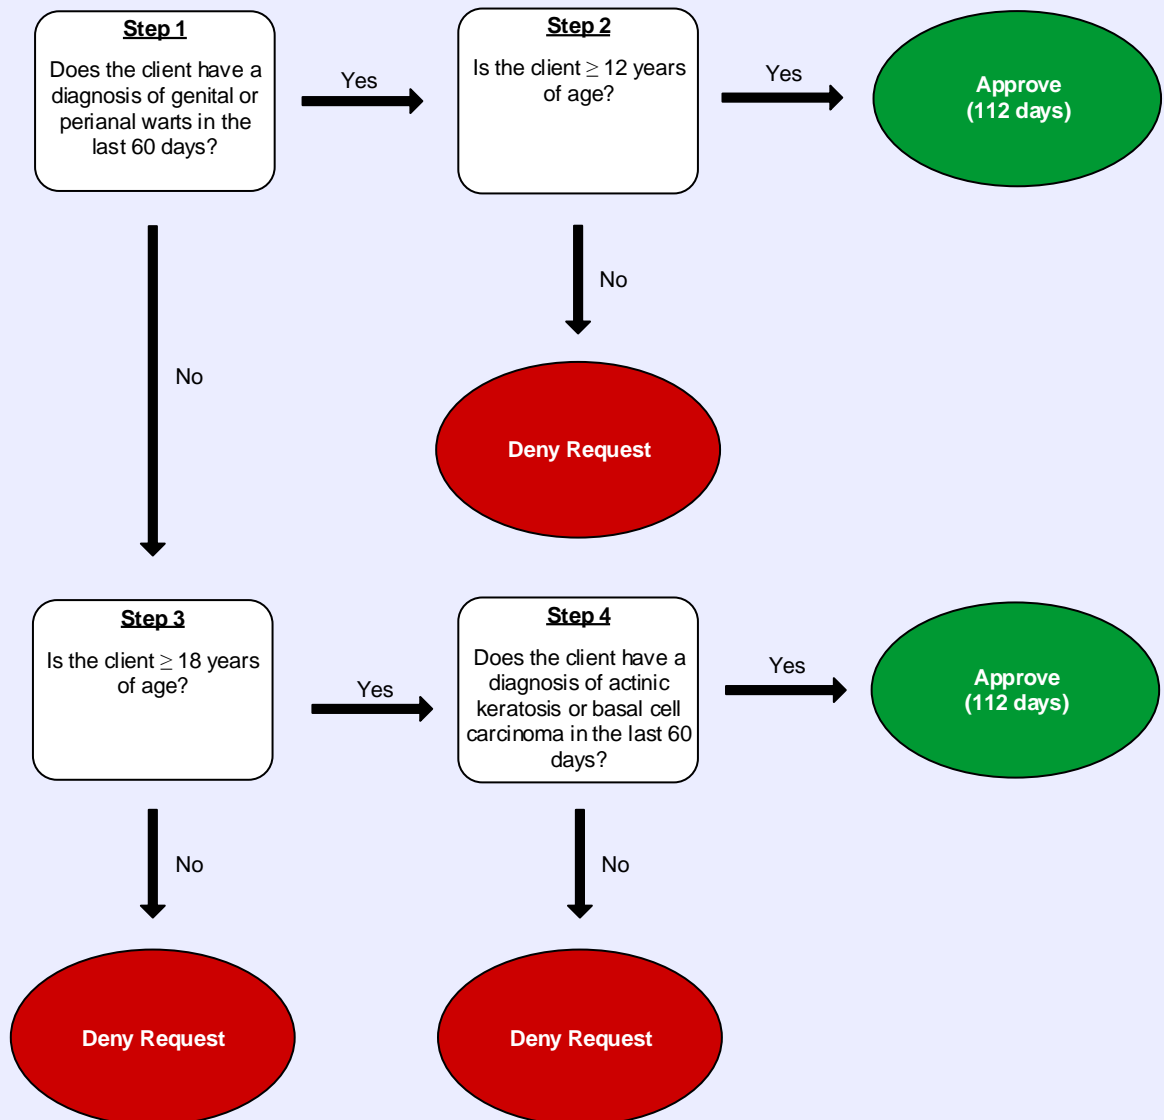 Step 1
Does the client have a
diagnosis of genital or
perianal warts in the
last 60 days?
Yes
Step 2
Is the client ≥ 12 years
of age?
Yes
Approve
(112 days)
No
No
Deny Request
Step 3
Is the client ≥ 18 years
of age?
Yes
Step 4
Does the client have a
diagnosis of actinic
keratosis or basal cell
carcinoma in the last 60
days?
Yes
Approve
(112 days)
No
No
Deny Request
Deny Request